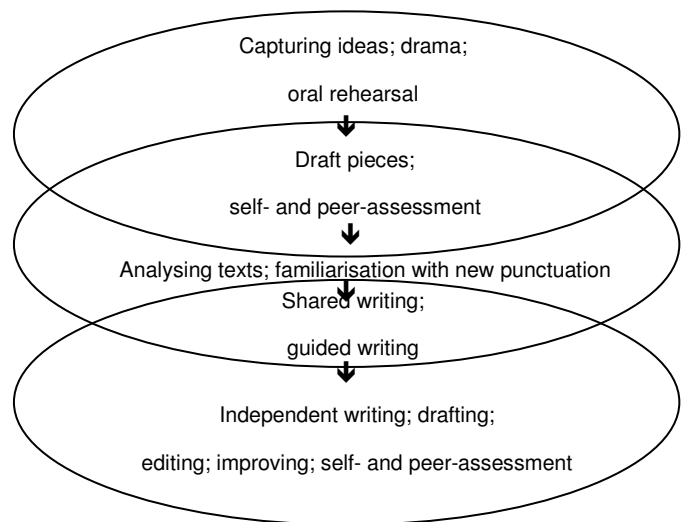 Capturing ideas; drama;
oral rehearsal
Draft pieces;
self- and peer-assessment
Analysing texts; familiarisation with new punctuation
Shared writing;
guided writing
Independent writing; drafting;
editing; improving; self- and peer-assessment